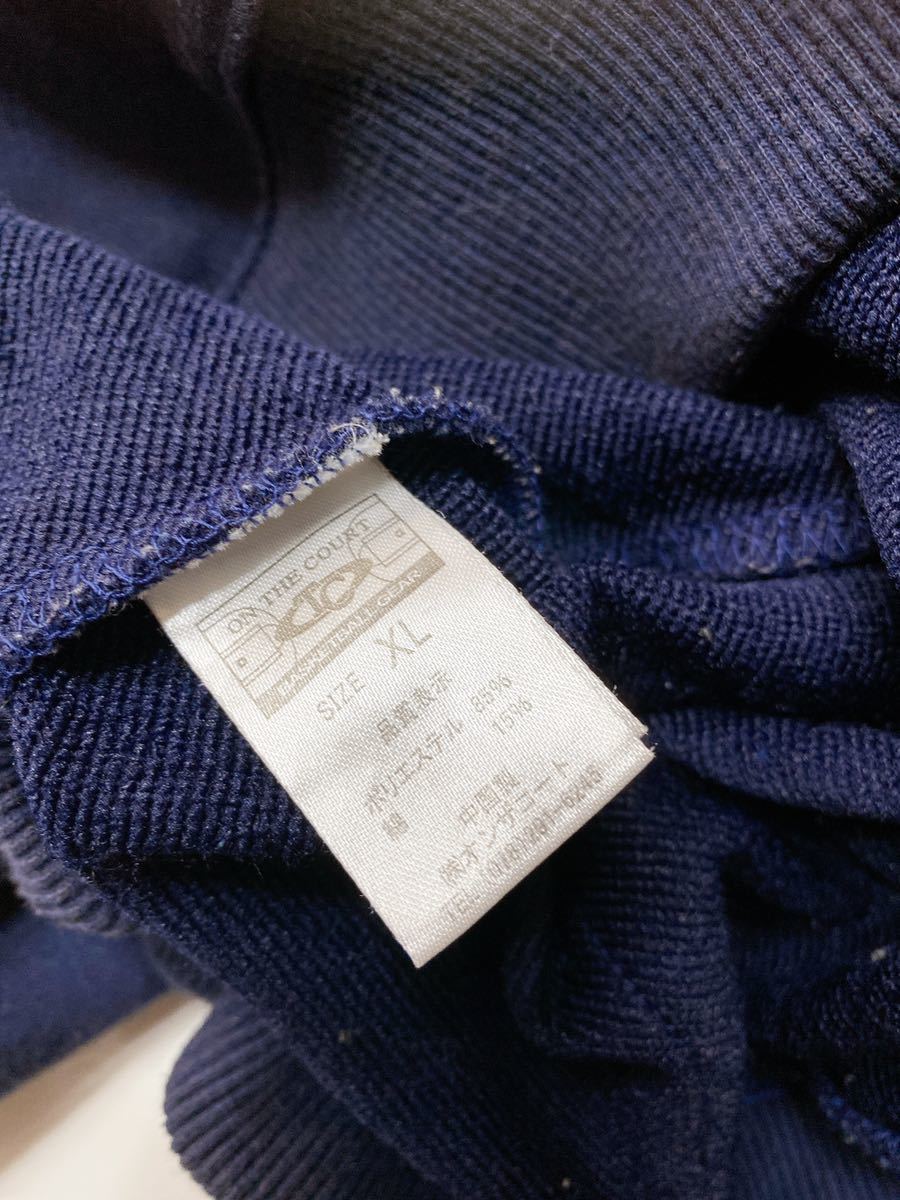 ON THE COURT
BASKETBALL GEAR
SIZE XL
品質表示
ポリエステル 85%
綿 15%
中国製
㈱オンザコート
TEL